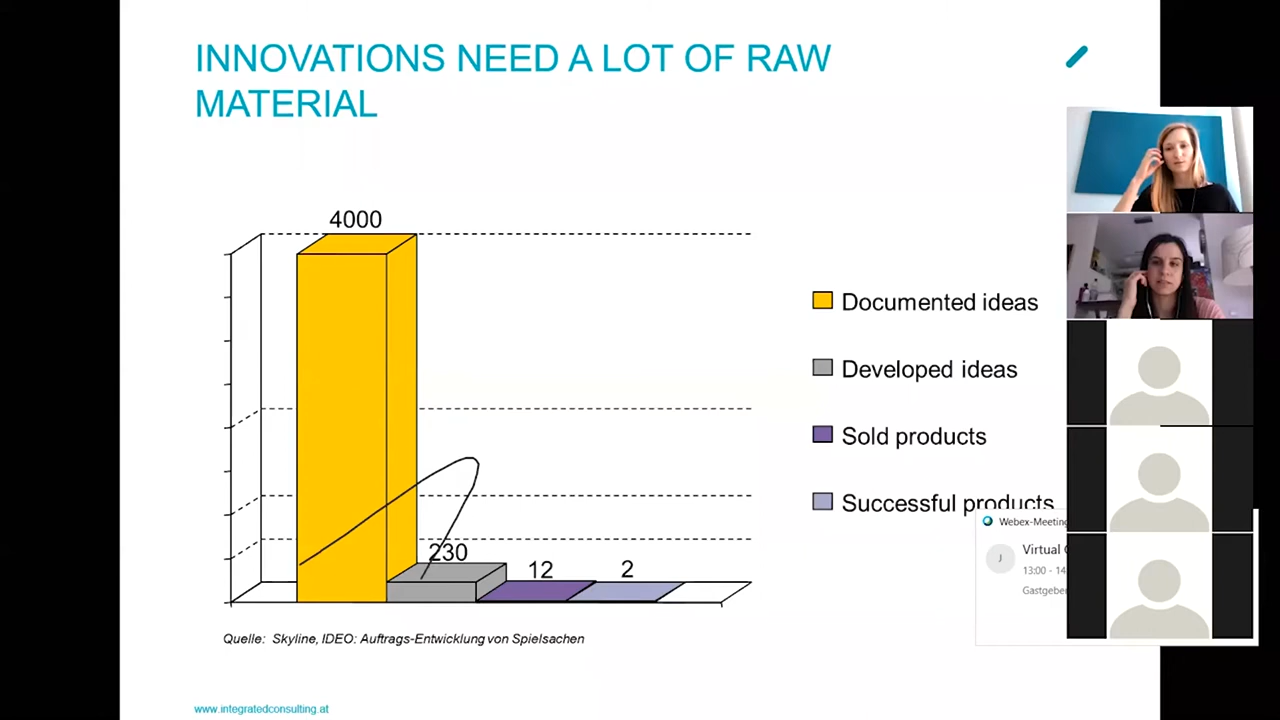 INNOVATIONS NEED A LOT OF RAW
MATERIAL
4000
230
12
2
Documented ideas
Developed ideas
Sold products
Successful products
Quelle: Skyline, IDEO: Auftrags-Entwicklung von Spielsachen
www.integratedconsulting.at
Webex-Meeting
J
Virtual
13:00 - 14
Gastgeber